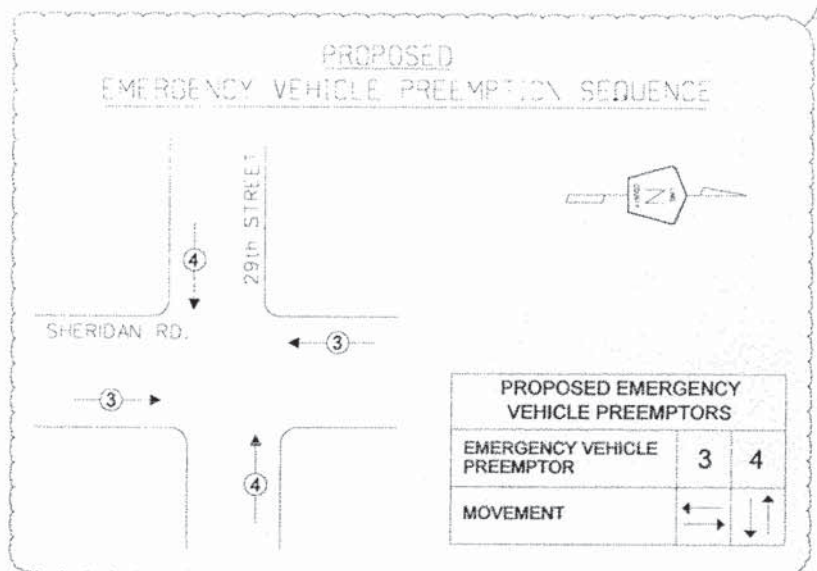 PROPOSED
EMERGENCY VEHICLE PREEMPTION SEQUENCE
29th STREET
4
SHERIDAN RD.
3
3
4
PROPOSED EMERGENCY
VEHICLE PREEMPTORS
EMERGENCY VEHICLE
PREEMPTOR
3
4
MOVEMENT